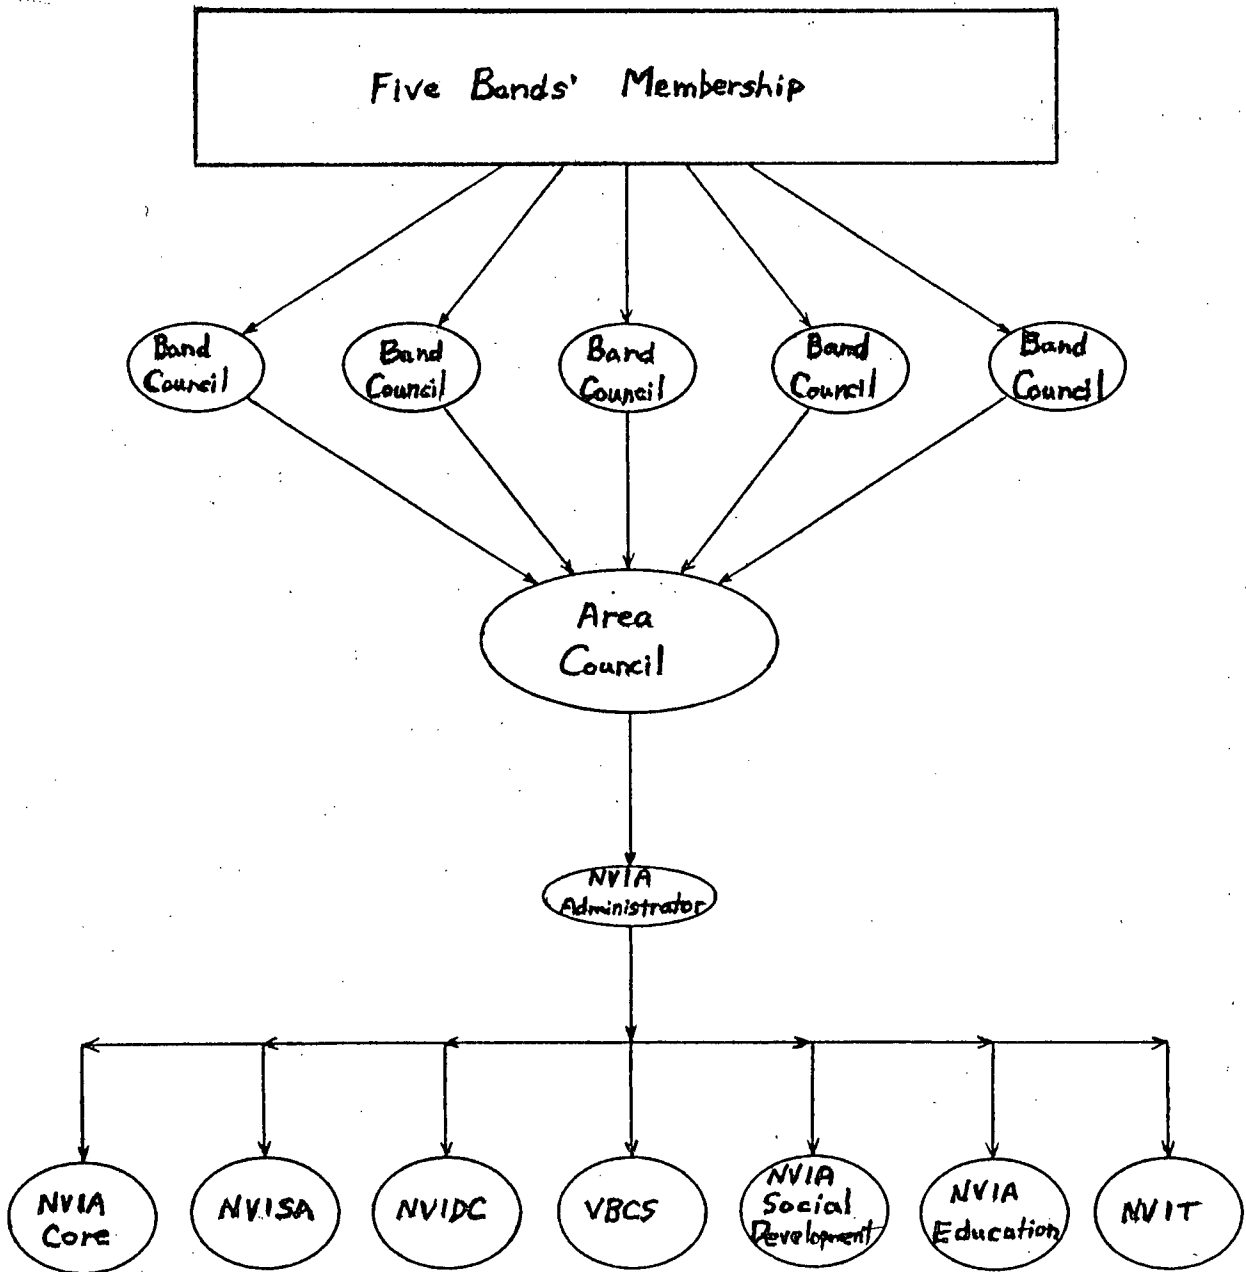 Five Bands' Membership
Band
Council
Band
Council
Band
Council
Band
Council
Band
Council
Area
Council
NVIA
Administrator
NVIA
Core
NVISA
NVIDC
VBCS
NVIA
Social
Development
NVIA
Education
NVIT